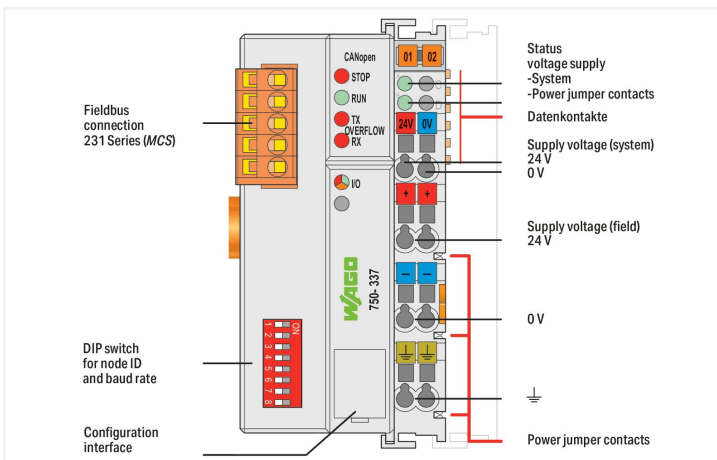 Fieldbus
connection
231 Series (MCS)
DIP switch
for node ID
and baud rate
Configuration
interface
CANopen
STOP
RUN
TX
OVERFLOW
RX
I/O
WAGO
750- 337
ON
1
2
3
4
5
6
7
8
01 02
24V 0V
+ +
— —
Status
voltage supply
-System
-Power jumper contacts
Datenkontakte
Supply voltage (system)
24 V
0 V
Supply voltage (field)
24 V
0 V
Power jumper contacts